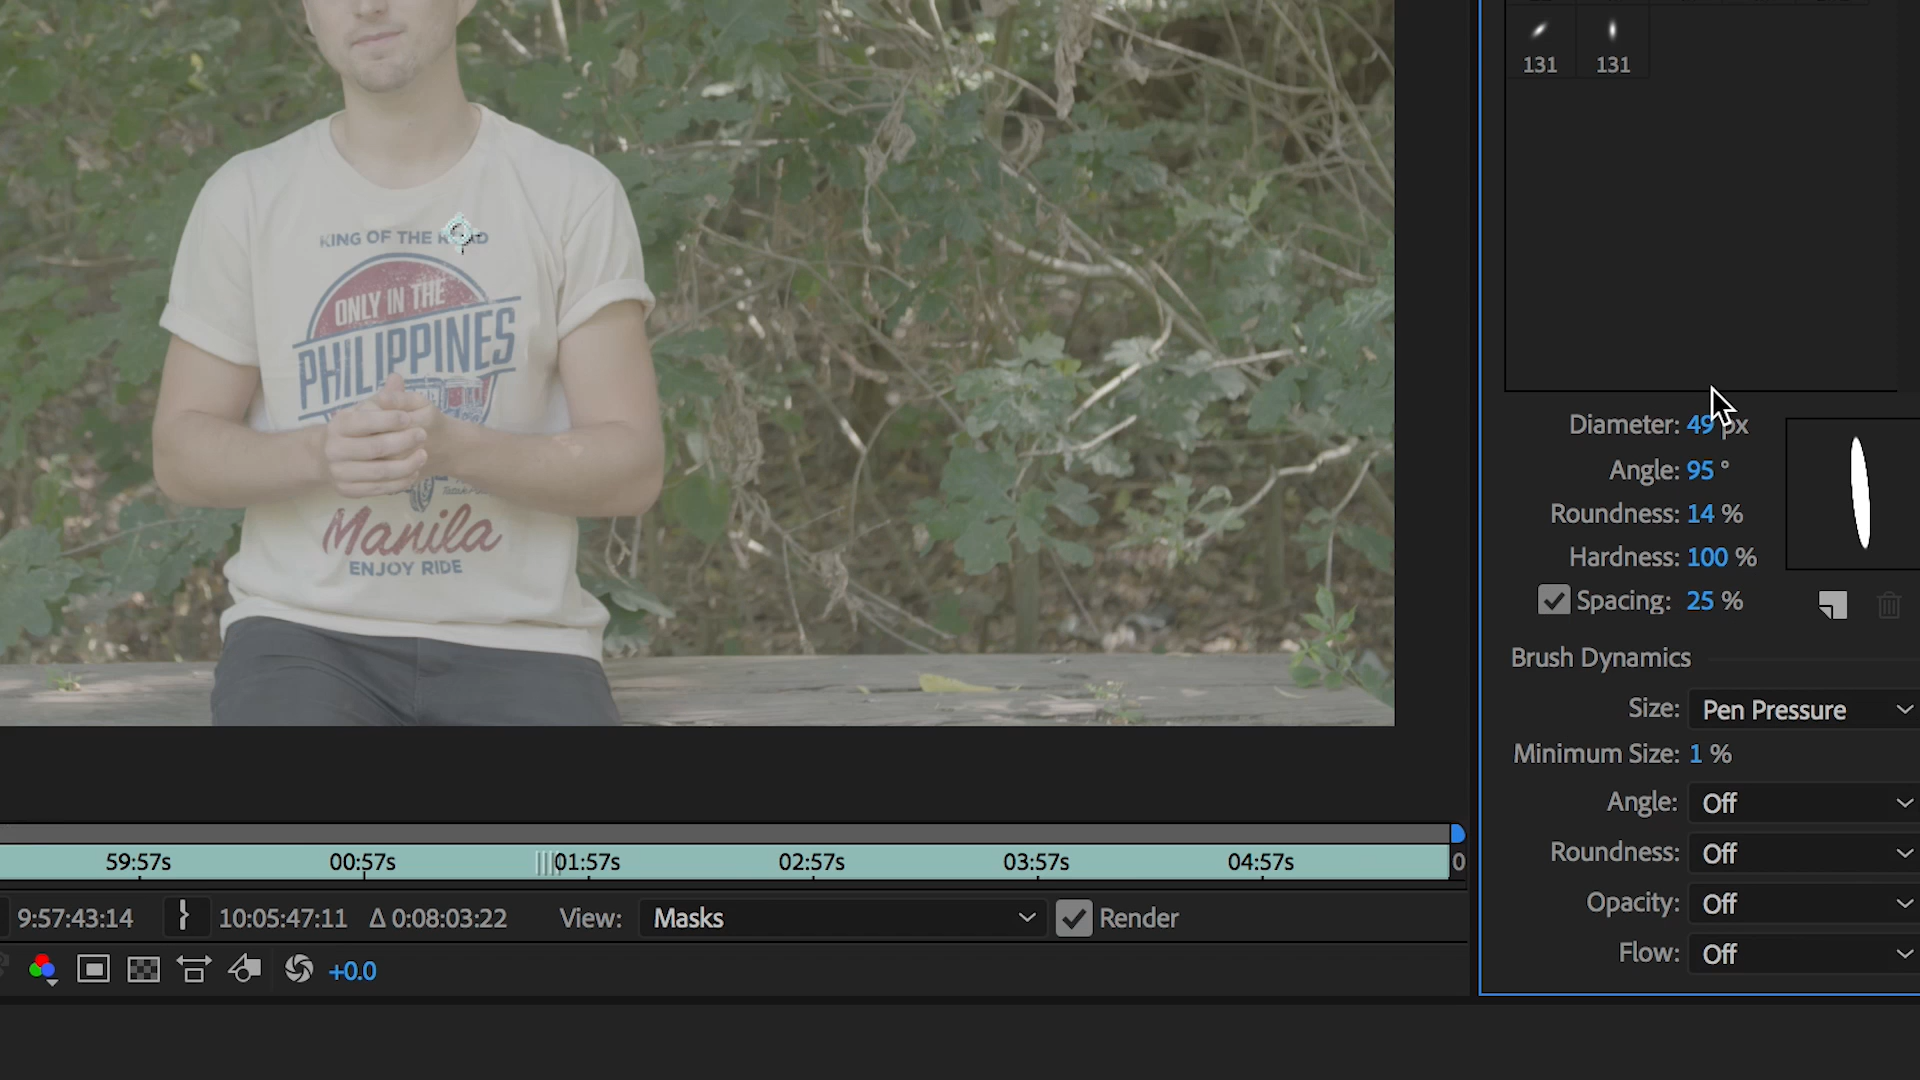 131 131
KING OF THE ROAD
ONLY IN THE
PHILIPPINES
Manila
ENJOY RIDE
Diameter: 49 px
Angle: 95 °
Roundness: 14 %
Hardness: 100 %
Spacing: 25 %
Brush Dynamics
Size: Pen Pressure
Minimum Size: 1 %
Angle: Off
Roundness: Off
Opacity: Off
Flow: Off
59:57s 00:57s 01:57s 02:57s 03:57s 04:57s 0
9:57:43:14 } 10:05:47:11 Δ 0:08:03:22 View: Masks Render
+0.0